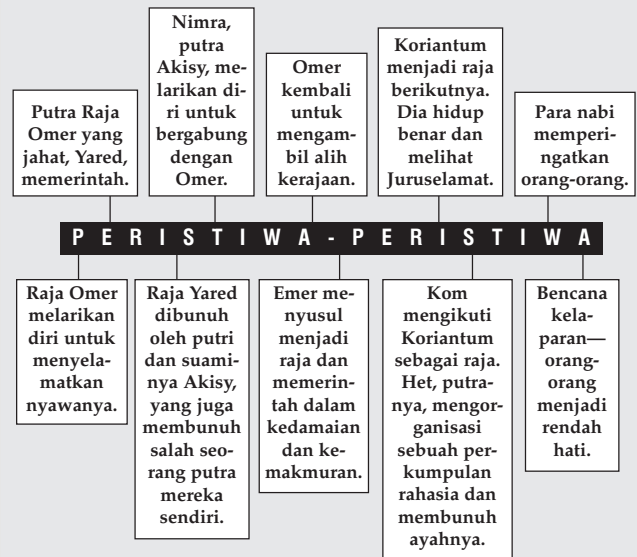 Putra Raja
Omer yang
jahat, Yared,
memerintah.
Nimra,
putra
Akisy, me-
larikan di-
ri untuk
bergabung
dengan
Omer.
Omer
kembali
untuk
mengam-
bil alih
kerajaan.
Koriantum
menjadi raja
berikutnya.
Dia hidup
benar dan
melihat
Juruselamat.
Para nabi
memperi-
ngatkan
orang-orang.
PERISTIWA-PERISTIWA
Raja Omer
melarikan
diri untuk
menyela-
matkan
nyawanya.
Raja Yared
dibunuh
oleh putri
dan suami-
nya Akisy,
yang juga
membunuh
salah seo-
rang putra
mereka
sendiri.
Emer me-
nyusul
menjadi
raja dan
memerin-
tah dalam
kedamaian
dan ke-
makmuran.
Kom
mengikuti
Koriantum
sebagai raja.
Het, putra-
nya, mengor-
ganisasi
sebuah per-
kumpulan
rahasia dan
membunuh
ayahnya.
Bencana
kela-
paran—
orang-
orang
menjadi
rendah
hati.